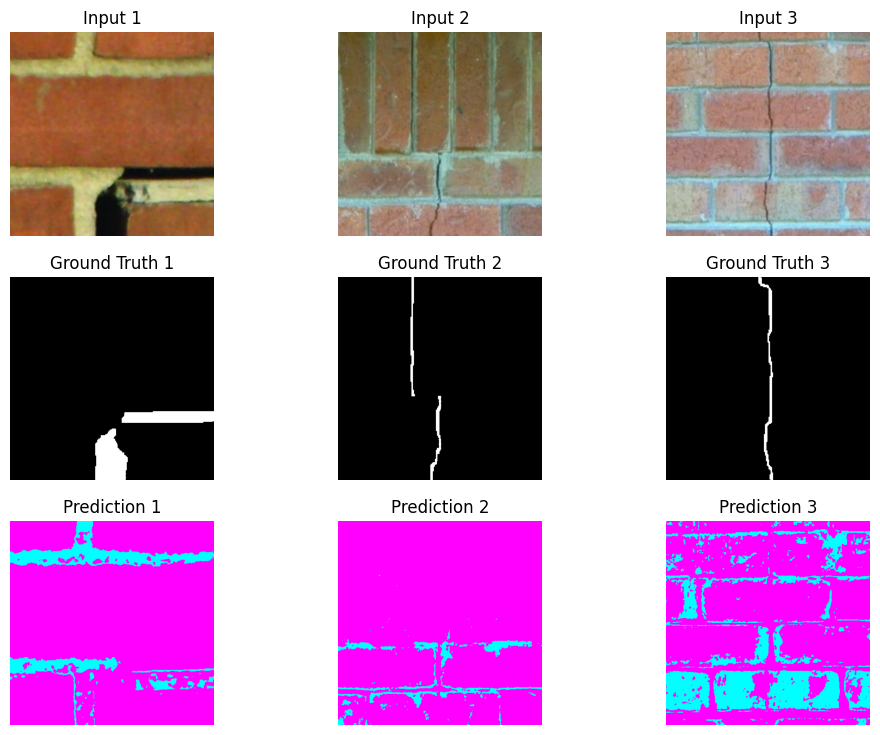 Input 1
Input 2
Input 3
Ground Truth 1
Ground Truth 2
Ground Truth 3
Prediction 1
Prediction 2
Prediction 3